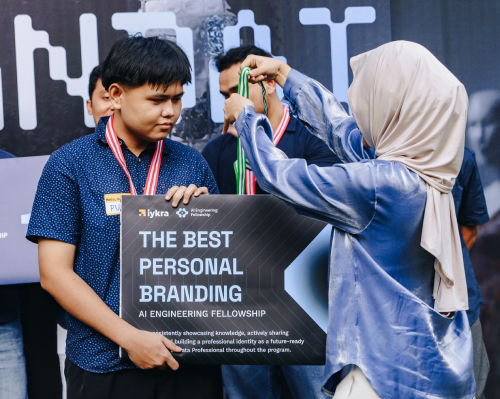 iykra AI Engineering
Fellowship
THE BEST
PERSONAL
BRANDING
AI ENGINEERING FELLOWSHIP
showcasing knowledge, actively sharing
building a professional identity as a future-ready
Professional throughout the program.